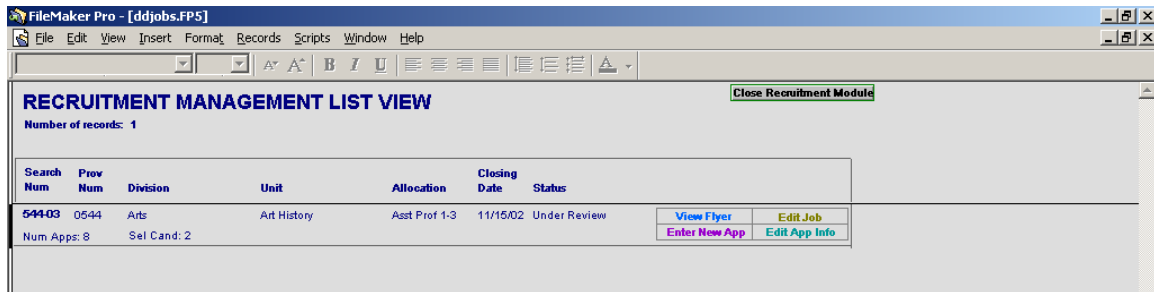 FileMaker Pro - [ddjobs.FP5]
File Edit View Insert Format Records Scripts Window Help
B I U A
RECRUITMENT MANAGEMENT LIST VIEW
Close Recruitment Module
Number of records: 1
Search Num Prov Num Division Unit Allocation Closing Date Status
544-03 0544 Arts Art History Asst Prof 1-3 11/15/02 Under Review View Flyer Edit Job
Num Apps: 8 Sel Cand: 2 Enter New App Edit App Info